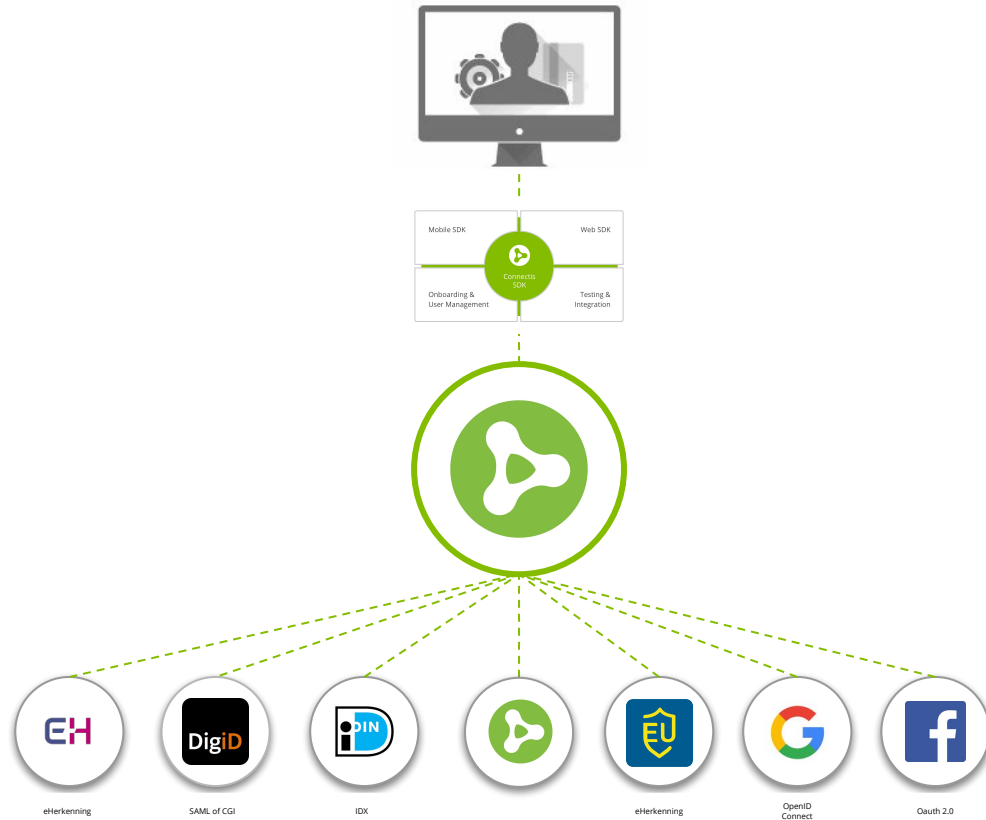 Mobile SDK
Web SDK
Connectis
SDK
Onboarding &
User Management
Testing &
Integration
EH
DigiD
iDIN
EU
G
f
eHerkenning
SAML of CGI
IDX
eHerkenning
OpenID
Connect
Oauth 2.0